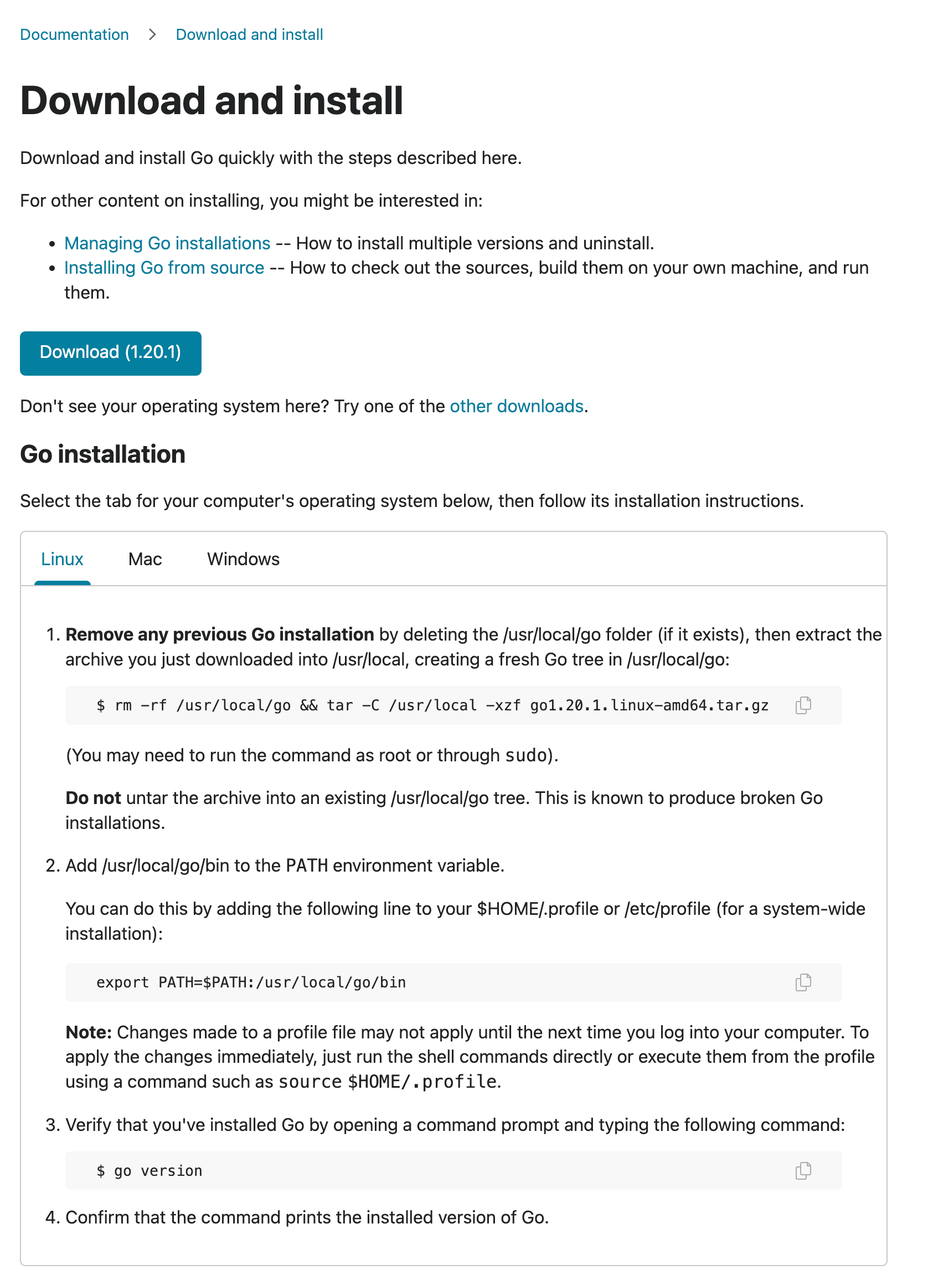 Documentation > Download and install
Download and install
Download and install Go quickly with the steps described here.
For other content on installing, you might be interested in:
• Managing Go installations -- How to install multiple versions and uninstall.
• Installing Go from source -- How to check out the sources, build them on your own machine, and run
them.
Download (1.20.1)
Don't see your operating system here? Try one of the other downloads.
Go installation
Select the tab for your computer's operating system below, then follow its installation instructions.
Linux Mac Windows
1. Remove any previous Go installation by deleting the /usr/local/go folder (if it exists), then extract the
archive you just downloaded into /usr/local, creating a fresh Go tree in /usr/local/go:
$ rm -rf /usr/local/go && tar -C /usr/local -xzf go1.20.1.linux-amd64.tar.gz
(You may need to run the command as root or through sudo).
Do not untar the archive into an existing /usr/local/go tree. This is known to produce broken Go
installations.
2. Add /usr/local/go/bin to the PATH environment variable.
You can do this by adding the following line to your $HOME/.profile or /etc/profile (for a system-wide
installation):
export PATH=$PATH:/usr/local/go/bin
Note: Changes made to a profile file may not apply until the next time you log into your computer. To
apply the changes immediately, just run the shell commands directly or execute them from the profile
using a command such as source $HOME/.profile.
3. Verify that you've installed Go by opening a command prompt and typing the following command:
$ go version
4. Confirm that the command prints the installed version of Go.